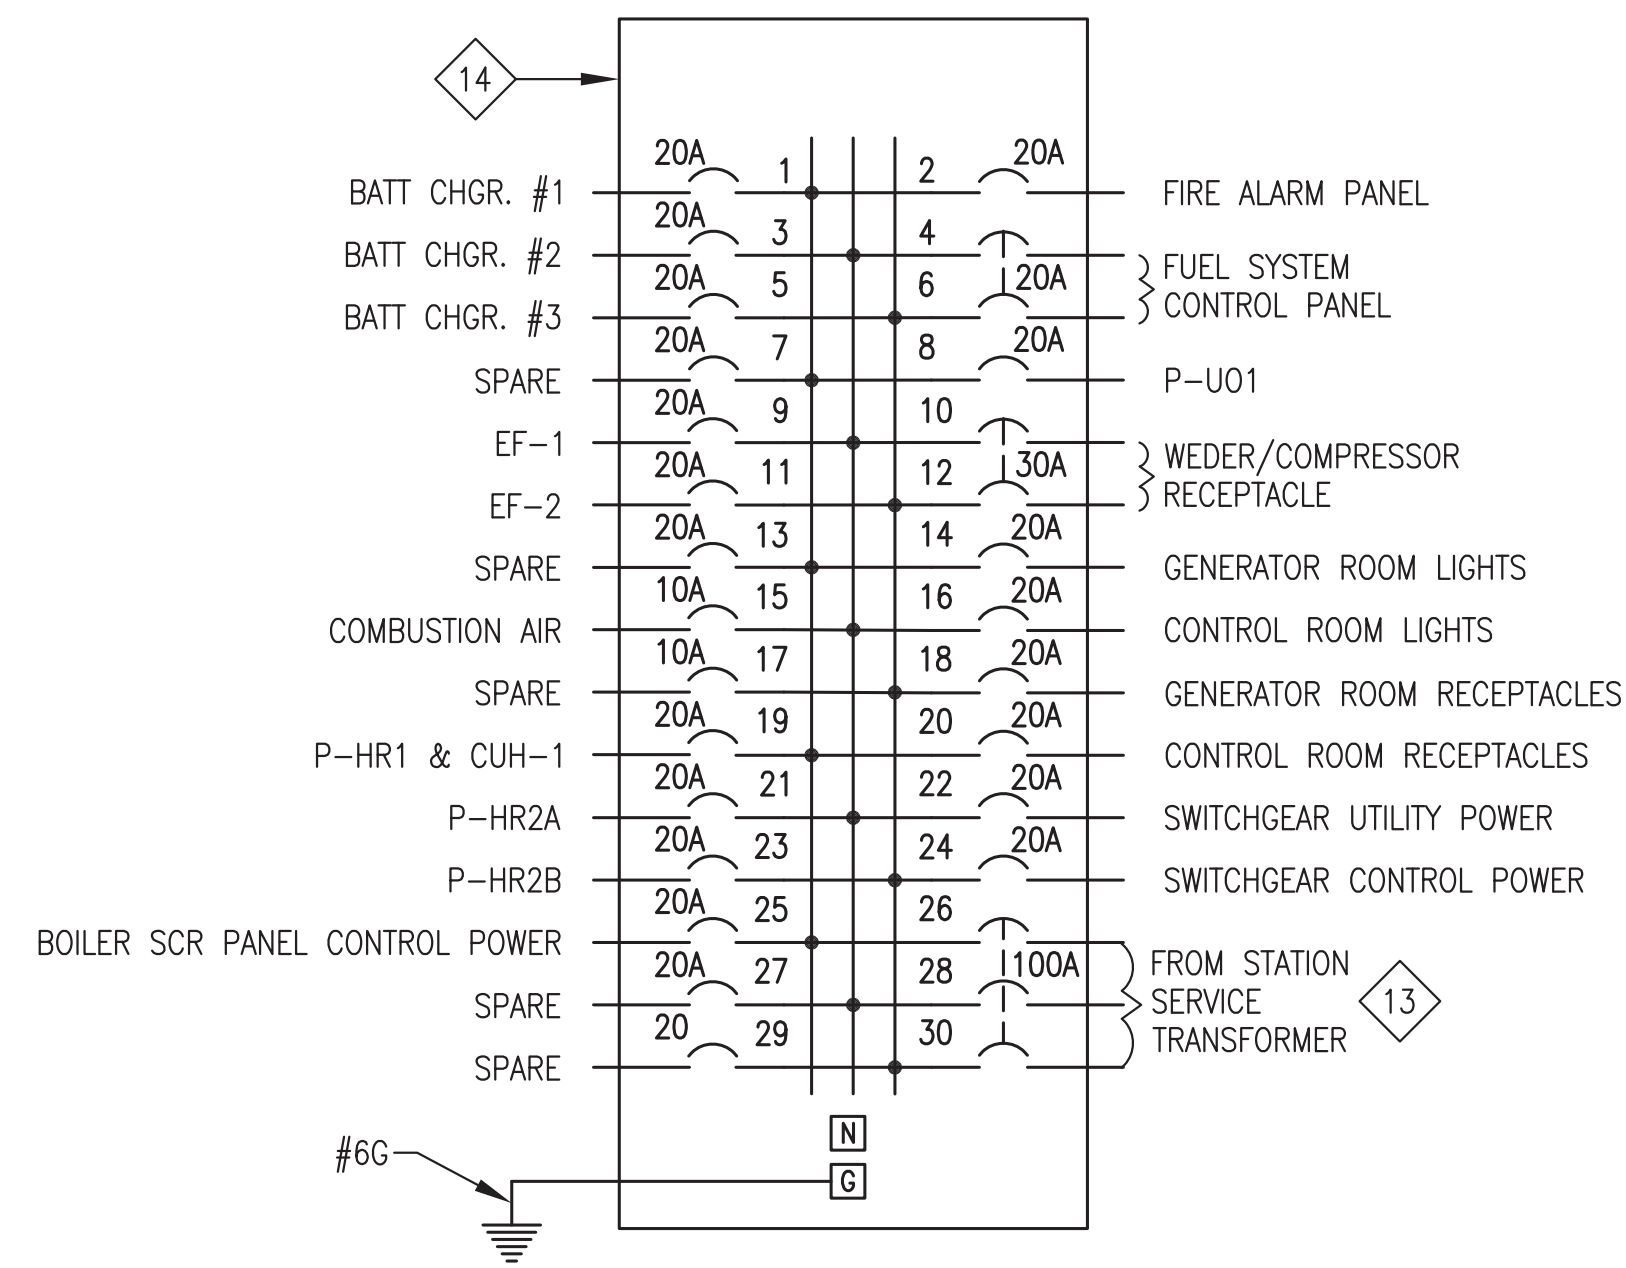 14
20A 1 2 20A
BATT CHGR. #1 FIRE ALARM PANEL
20A 3 4
BATT CHGR. #2 FUEL SYSTEM
20A 5 6 20A
BATT CHGR. #3 CONTROL PANEL
20A 7 8 20A
SPARE P-UO1
20A 9 10
EF-1 WEDER/COMPRESSOR
20A 11 12 30A
EF-2 RECEPTACLE
20A 13 14 20A
SPARE GENERATOR ROOM LIGHTS
10A 15 16 20A
COMBUSTION AIR CONTROL ROOM LIGHTS
10A 17 18 20A
SPARE GENERATOR ROOM RECEPTACLES
20A 19 20 20A
P-HR1 & CUH-1 CONTROL ROOM RECEPTACLES
20A 21 22 20A
P-HR2A SWITCHGEAR UTILITY POWER
20A 23 24 20A
P-HR2B SWITCHGEAR CONTROL POWER
20A 25 26
BOILER SCR PANEL CONTROL POWER
20A 27 28 100A FROM STATION
SPARE SERVICE 13
20 29 30 TRANSFORMER
SPARE
N
#6G
G